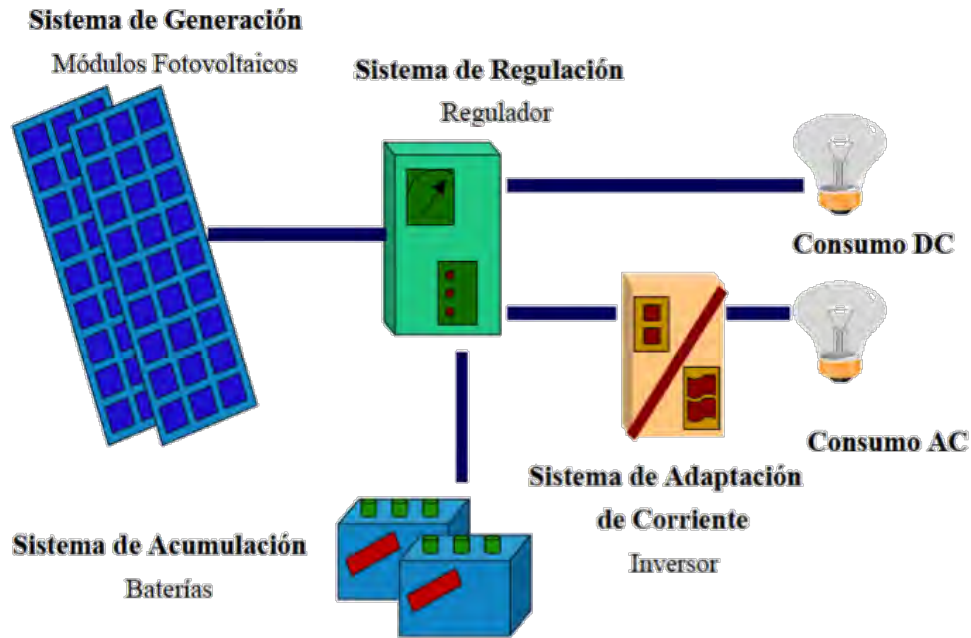 Sistema de Generación
Módulos Fotovoltaicos
Sistema de Regulación
Regulador
Consumo DC
Consumo AC
Sistema de Adaptación
de Corriente
Inversor
Sistema de Acumulación
Baterías